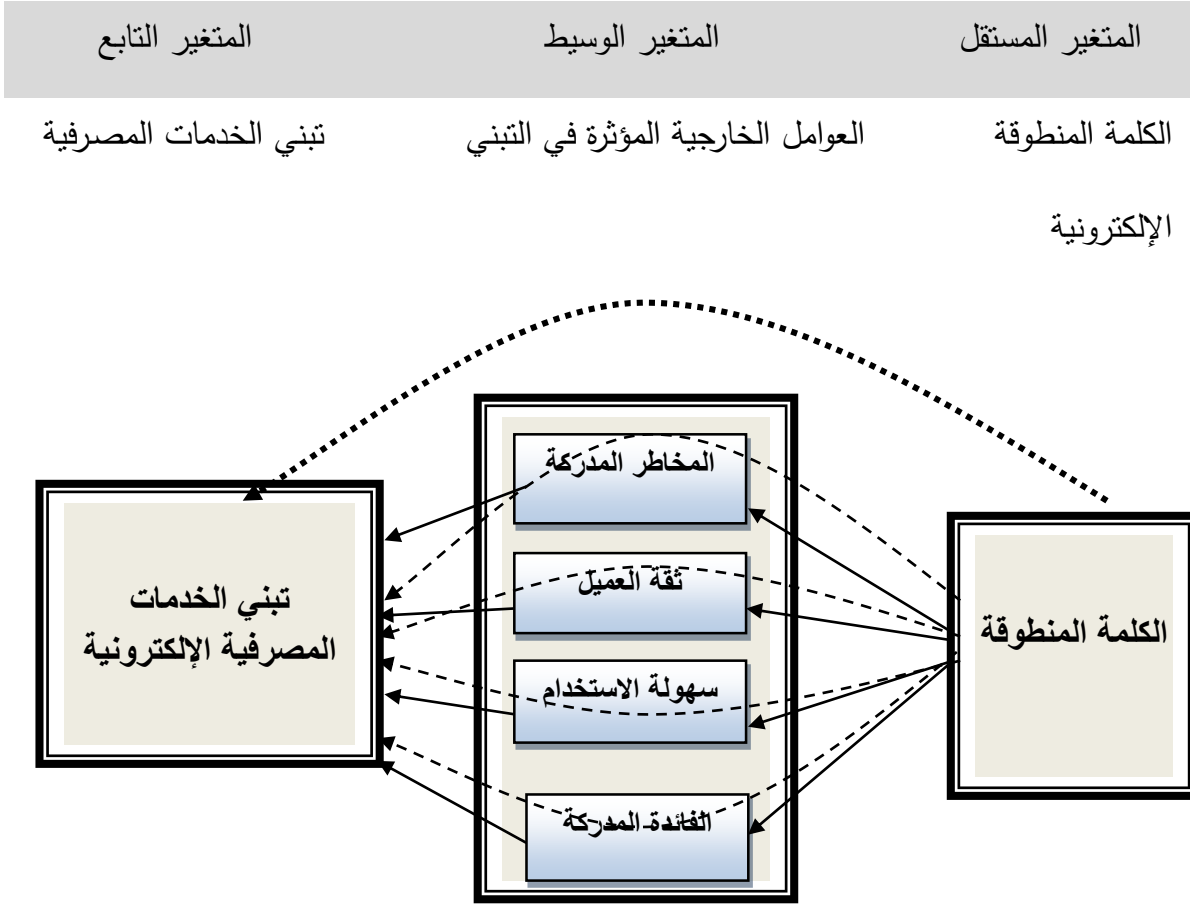 المتغير المستقل المتغير الوسيط المتغير التابع
الكلمة المنطوقة العوامل الخارجية المؤثرة في التبني تبني الخدمات المصرفية
الإلكترونية
المخاطر المدركة
ثقة العميل
سهولة الاستخدام
الفائدة المدركة
الكلمة المنطوقة
تبني الخدمات
المصرفية الإلكترونية